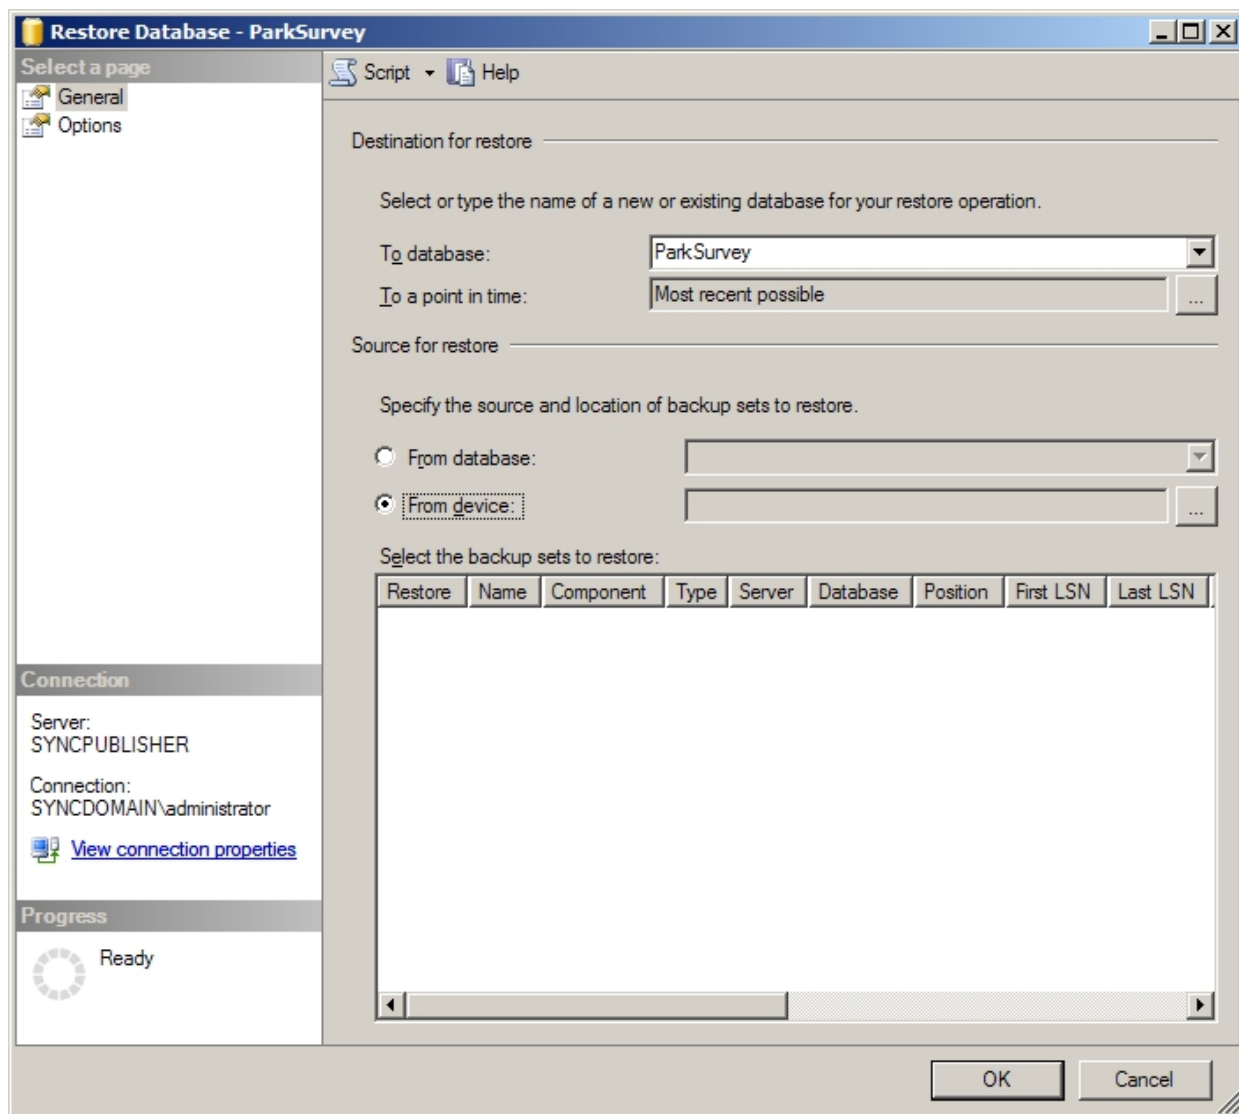 Restore Database - ParkSurvey
Select a page
General
Options
Script
Help
Destination for restore
Select or type the name of a new or existing database for your restore operation.
To database:
ParkSurvey
To a point in time:
Most recent possible
...
Source for restore
Specify the source and location of backup sets to restore.
From database:
From device:
...
Select the backup sets to restore:
Restore Name Component Type Server Database Position First LSN Last LSN
Connection
Server:
SYNCPUBLISHER
Connection:
SYNCDOMAIN\administrator
View connection properties
Progress
Ready
OK
Cancel